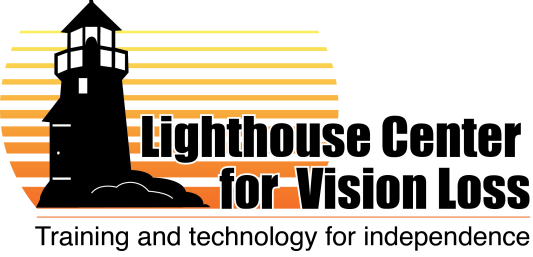 Lighthouse Center
for Vision Loss
Training and technology for independence